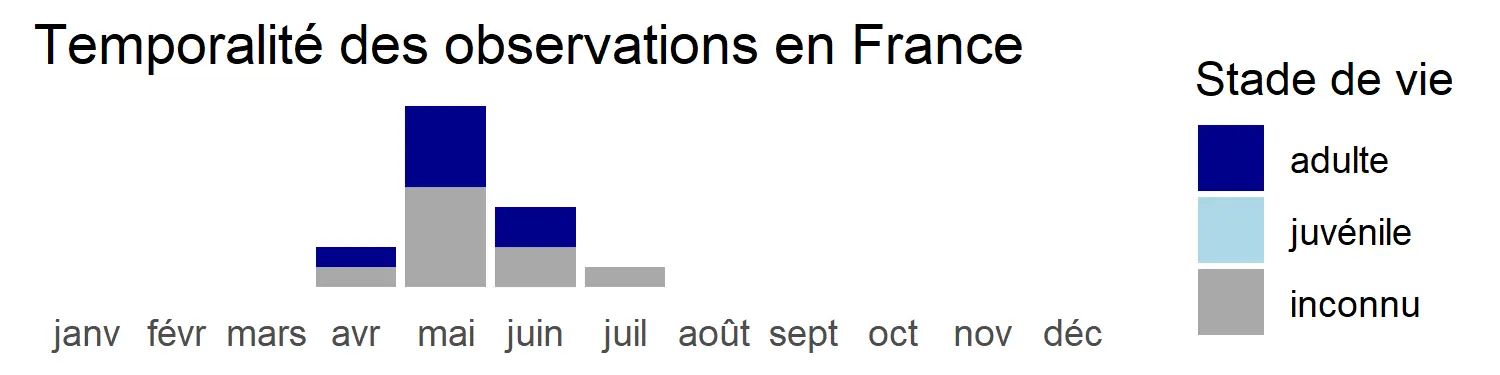 Temporalité des observations en France
Stade de vie
adulte
juvénile
inconnu
janv févr mars avr mai juin juil août sept oct nov déc